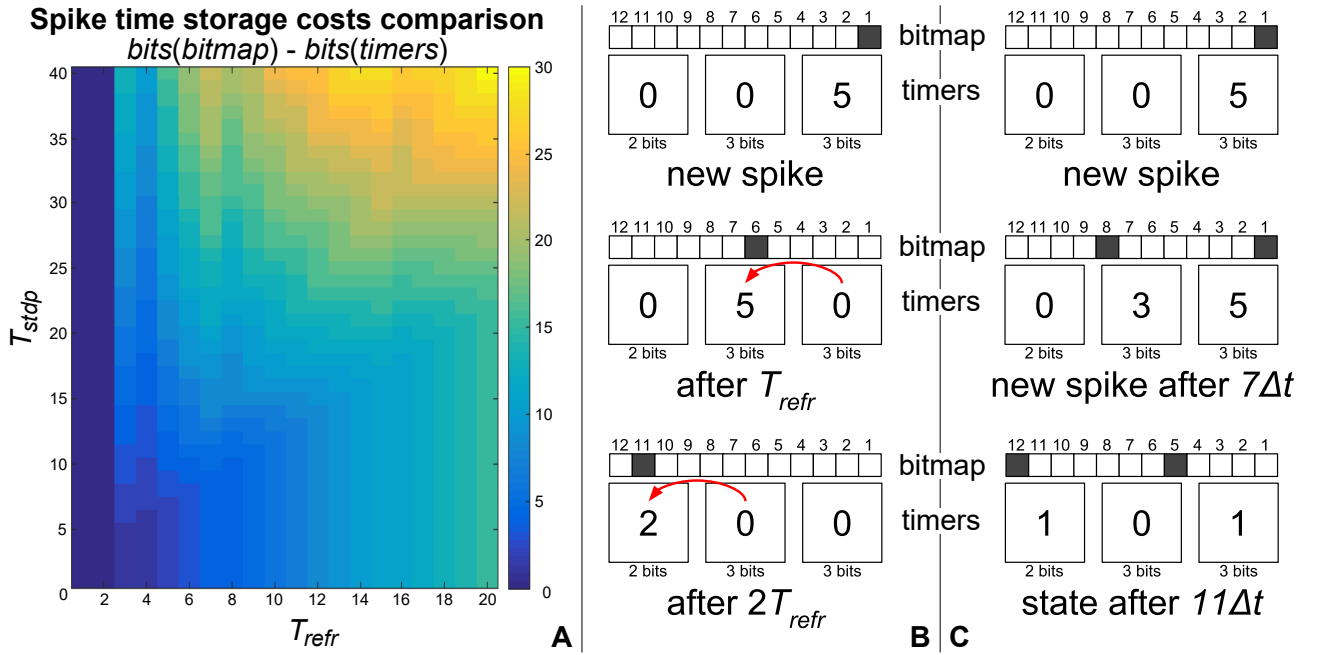 Spike time storage costs comparison
bits(bitmap) - bits(timers)
40
35
30
25
20
15
10
5
0
T_stdp
2 4 6 8 10 12 14 16 18 20
T_refr
30
25
20
15
10
5
0
A
12 11 10 9 8 7 6 5 4 3 2 1
bitmap
0 0 5
timers
2 bits 3 bits 3 bits
new spike
12 11 10 9 8 7 6 5 4 3 2 1
bitmap
0 5 0
timers
2 bits 3 bits 3 bits
after T_refr
12 11 10 9 8 7 6 5 4 3 2 1
bitmap
2 0 0
timers
2 bits 3 bits 3 bits
after 2T_refr
B
12 11 10 9 8 7 6 5 4 3 2 1
0 0 5
2 bits 3 bits 3 bits
new spike
12 11 10 9 8 7 6 5 4 3 2 1
0 3 5
2 bits 3 bits 3 bits
new spike after 7Δt
12 11 10 9 8 7 6 5 4 3 2 1
1 0 1
2 bits 3 bits 3 bits
state after 11Δt
C